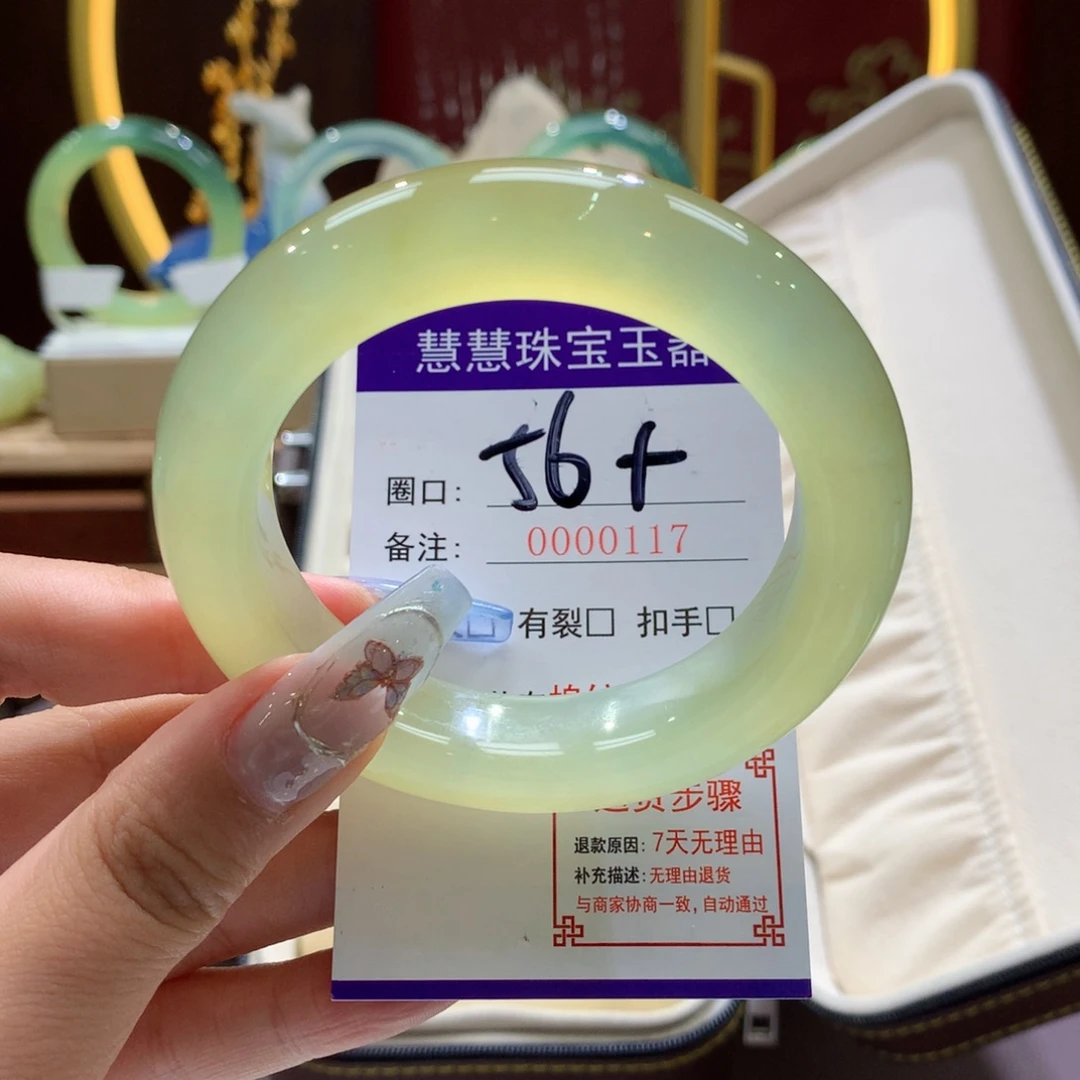 慧慧珠宝玉器
圈口: 56+
备注: 0000117
有裂□ 扣手□
退货步骤
退款原因: 7天无理由
补充描述: 无理由退货
与商家协商一致, 自动通过